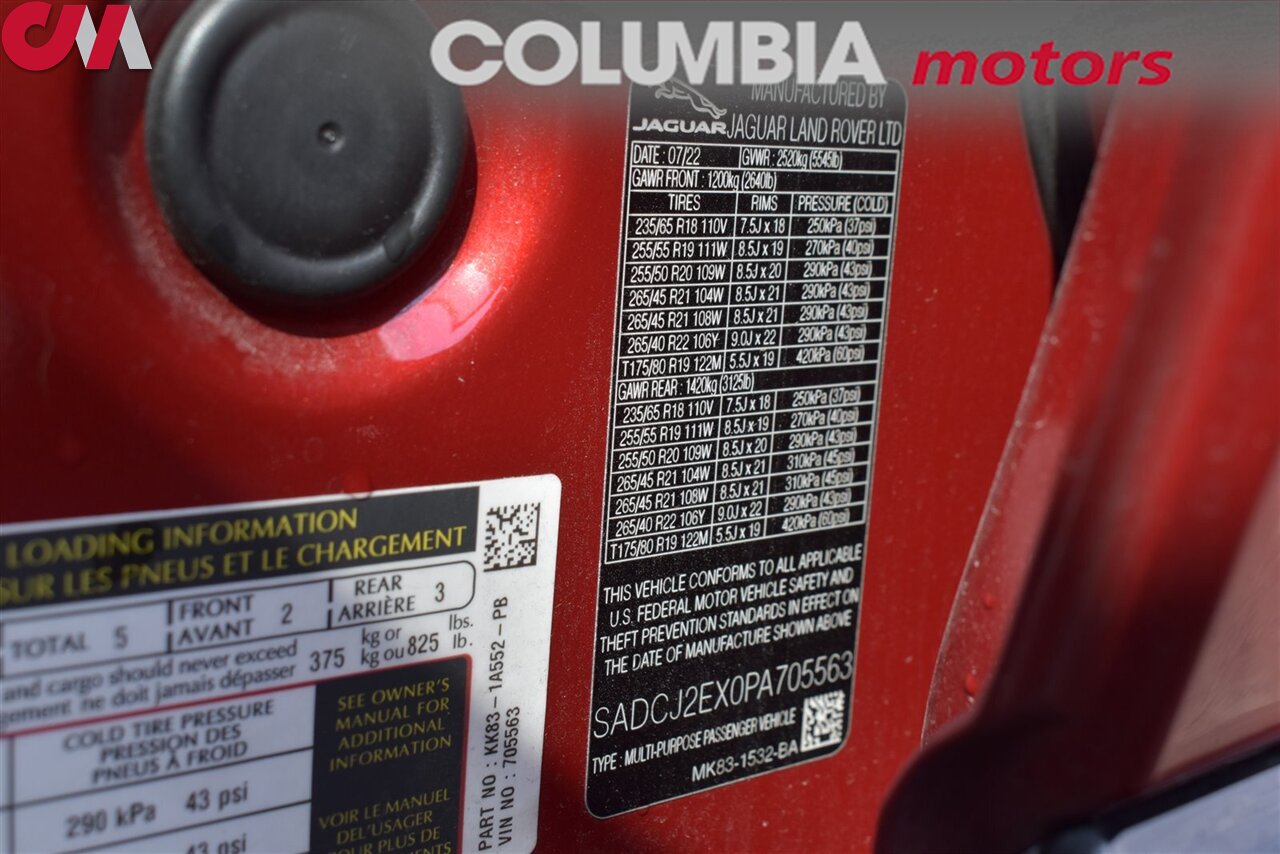 CM
COLUMBIA motors
MANUFACTURED BY
JAGUAR JAGUAR LAND ROVER LTD
DATE : 07/22 GVWR : 2520kg (5545lb)
GAWR FRONT : 1200kg (2640lb)
TIRES RIMS PRESSURE (COLD)
235/65 R18 110V 7.5J x 18 250kPa (37psi)
255/55 R19 111W 8.5J x 19 270kPa (40psi)
255/50 R20 109W 8.5J x 20 290kPa (43psi)
265/45 R21 104W 8.5J x 21 290kPa (43psi)
265/45 R21 108W 8.5J x 21 290kPa (43psi)
265/40 R22 106Y 9.0J x 22 290kPa (43psi)
T175/80 R19 122M 5.5J x 19 420kPa (60psi)
GAWR REAR : 1420kg (3125lb)
235/65 R18 110V 7.5J x 18 250kPa (37psi)
255/55 R19 111W 8.5J x 19 270kPa (40psi)
255/50 R20 109W 8.5J x 20 290kPa (43psi)
265/45 R21 104W 8.5J x 21 310kPa (45psi)
265/45 R21 108W 8.5J x 21 310kPa (45psi)
265/40 R22 106Y 9.0J x 22 290kPa (43psi)
T175/80 R19 122M 5.5J x 19 420kPa (60psi)
THIS VEHICLE CONFORMS TO ALL APPLICABLE
U.S. FEDERAL MOTOR VEHICLE SAFETY AND
THEFT PREVENTION STANDARDS IN EFFECT ON
THE DATE OF MANUFACTURE SHOWN ABOVE
SADCJ2EX0PA705563
TYPE : MULTI-PURPOSE PASSENGER VEHICLE
MK83-1532-BA
LOADING INFORMATION
SUR LES PNEUS ET LE CHARGEMENT
TOTAL 5 FRONT AVANT 2 REAR ARRIÈRE 3
and cargo should never exceed 375 kg or 825 lbs.
ne doit jamais dépasser kg ou lb.
COLD TIRE PRESSURE
PRESSION DES
PNEUS À FROID
290 kPa 43 psi
43 psi
SEE OWNER'S
MANUAL FOR
ADDITIONAL
INFORMATION
VOIR LE MANUEL
DEL'USAGER
POUR PLUS DE
PART NO : KK83-1A552-PB
VIN NO : 705563